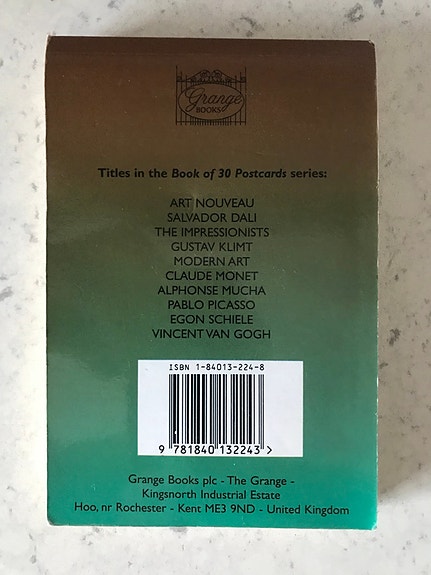 Grange
BOOKS
Titles in the Book of 30 Postcards series:
ART NOUVEAU
SALVADOR DALI
THE IMPRESSIONISTS
GUSTAV KLIMT
MODERN ART
CLAUDE MONET
ALPHONSE MUCHA
PABLO PICASSO
EGON SCHIELE
VINCENT VAN GOGH
ISBN 1-84013-224-8
9 781840 132243 >
Grange Books plc - The Grange -
Kingsnorth Industrial Estate
Hoo, nr Rochester - Kent ME3 9ND - United Kingdom